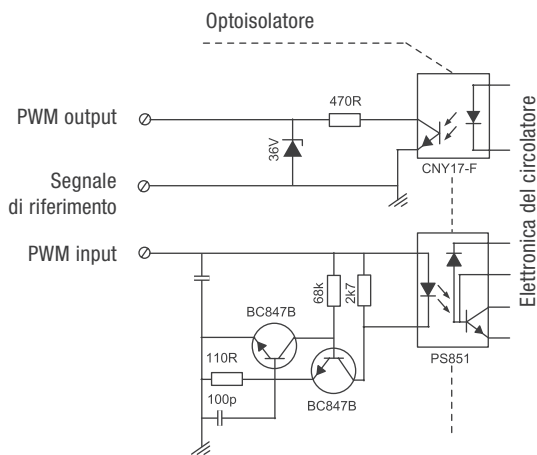 Optoisolatore
PWM output
470R
36V
CNY17-F
Segnale
di riferimento
Elettronica del circolatore
PWM input
68k
2k7
BC847B
PS851
110R
100p
BC847B